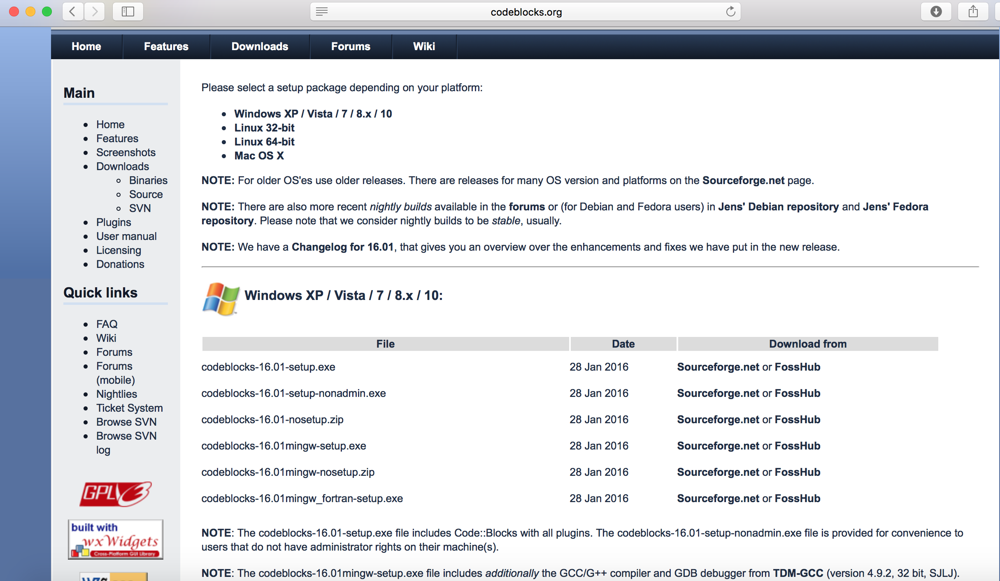 codeblocks.org
Home Features Downloads Forums Wiki
Main
Home
Features
Screenshots
Downloads
Binaries
Source
SVN
Plugins
User manual
Licensing
Donations
Quick links
FAQ
Wiki
Forums
Forums
(mobile)
Nightlies
Ticket System
Browse SVN
Browse SVN
log
GPLv3
built with
wxWidgets
Cross-Platform GUI Library
Please select a setup package depending on your platform:
Windows XP / Vista / 7 / 8.x / 10
Linux 32-bit
Linux 64-bit
Mac OS X
NOTE: For older OS'es use older releases. There are releases for many OS version and platforms on the Sourceforge.net page.
NOTE: There are also more recent nightly builds available in the forums or (for Debian and Fedora users) in Jens' Debian repository and Jens' Fedora
repository. Please note that we consider nightly builds to be stable, usually.
NOTE: We have a Changelog for 16.01, that gives you an overview over the enhancements and fixes we have put in the new release.
Windows XP / Vista / 7 / 8.x / 10:
File Date Download from
codeblocks-16.01-setup.exe 28 Jan 2016 Sourceforge.net or FossHub
codeblocks-16.01-setup-nonadmin.exe 28 Jan 2016 Sourceforge.net or FossHub
codeblocks-16.01-nosetup.zip 28 Jan 2016 Sourceforge.net or FossHub
codeblocks-16.01mingw-setup.exe 28 Jan 2016 Sourceforge.net or FossHub
codeblocks-16.01mingw-nosetup.zip 28 Jan 2016 Sourceforge.net or FossHub
codeblocks-16.01mingw_fortran-setup.exe 28 Jan 2016 Sourceforge.net or FossHub
NOTE: The codeblocks-16.01-setup.exe file includes Code::Blocks with all plugins. The codeblocks-16.01-setup-nonadmin.exe file is provided for convenience to
users that do not have administrator rights on their machine(s).
NOTE: The codeblocks-16.01mingw-setup.exe file includes additionally the GCC/G++ compiler and GDB debugger from TDM-GCC (version 4.9.2, 32 bit, SJLJ).